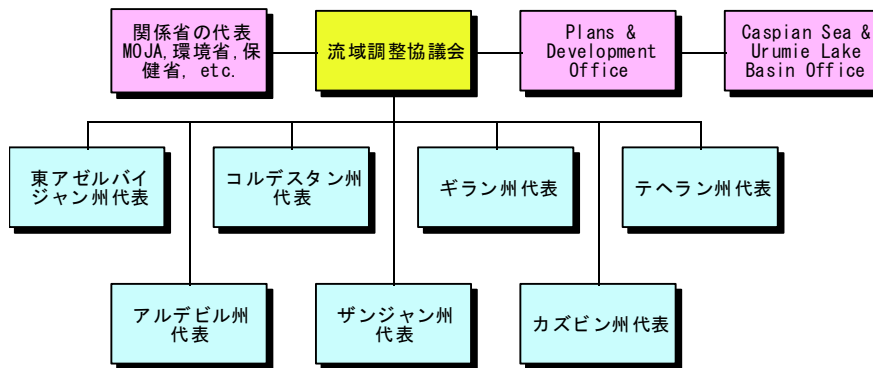 関係省の代表
MOJA,環境省,保
健省, etc.
流域調整協議会
Plans &
Development
Office
Caspian Sea &
Urumie Lake
Basin Office
東アゼルバイ
ジャン州代表
コルデスタン州
代表
ギラン州代表
テヘラン州代表
アルデビル州
代表
ザンジャン州
代表
カズビン州代表